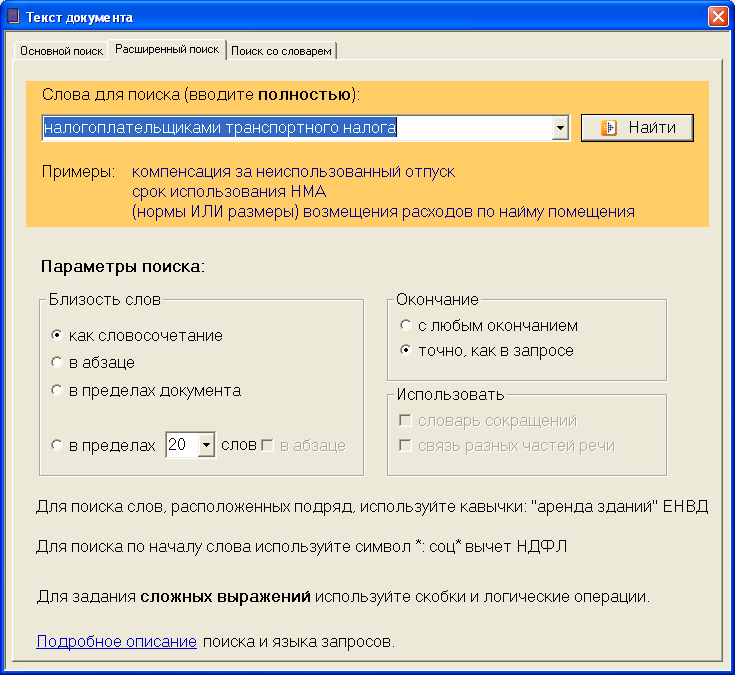 Текст документа
Основной поиск Расширенный поиск Поиск со словарем
Слова для поиска (вводите полностью):
налогоплательщиками транспортного налога Найти
Примеры: компенсация за неиспользованный отпуск
срок использования НМА
(нормы ИЛИ размеры) возмещения расходов по найму помещения
Параметры поиска:
Близость слов
как словосочетание
в абзаце
в пределах документа
в пределах 20 слов в абзаце
Окончание
с любым окончанием
точно, как в запросе
Использовать
словарь сокращений
связь разных частей речи
Для поиска слов, расположенных подряд, используйте кавычки: "аренда зданий" ЕНВД
Для поиска по началу слова используйте символ *: соц* вычет НДФЛ
Для задания сложных выражений используйте скобки и логические операции.
Подробное описание поиска и языка запросов.